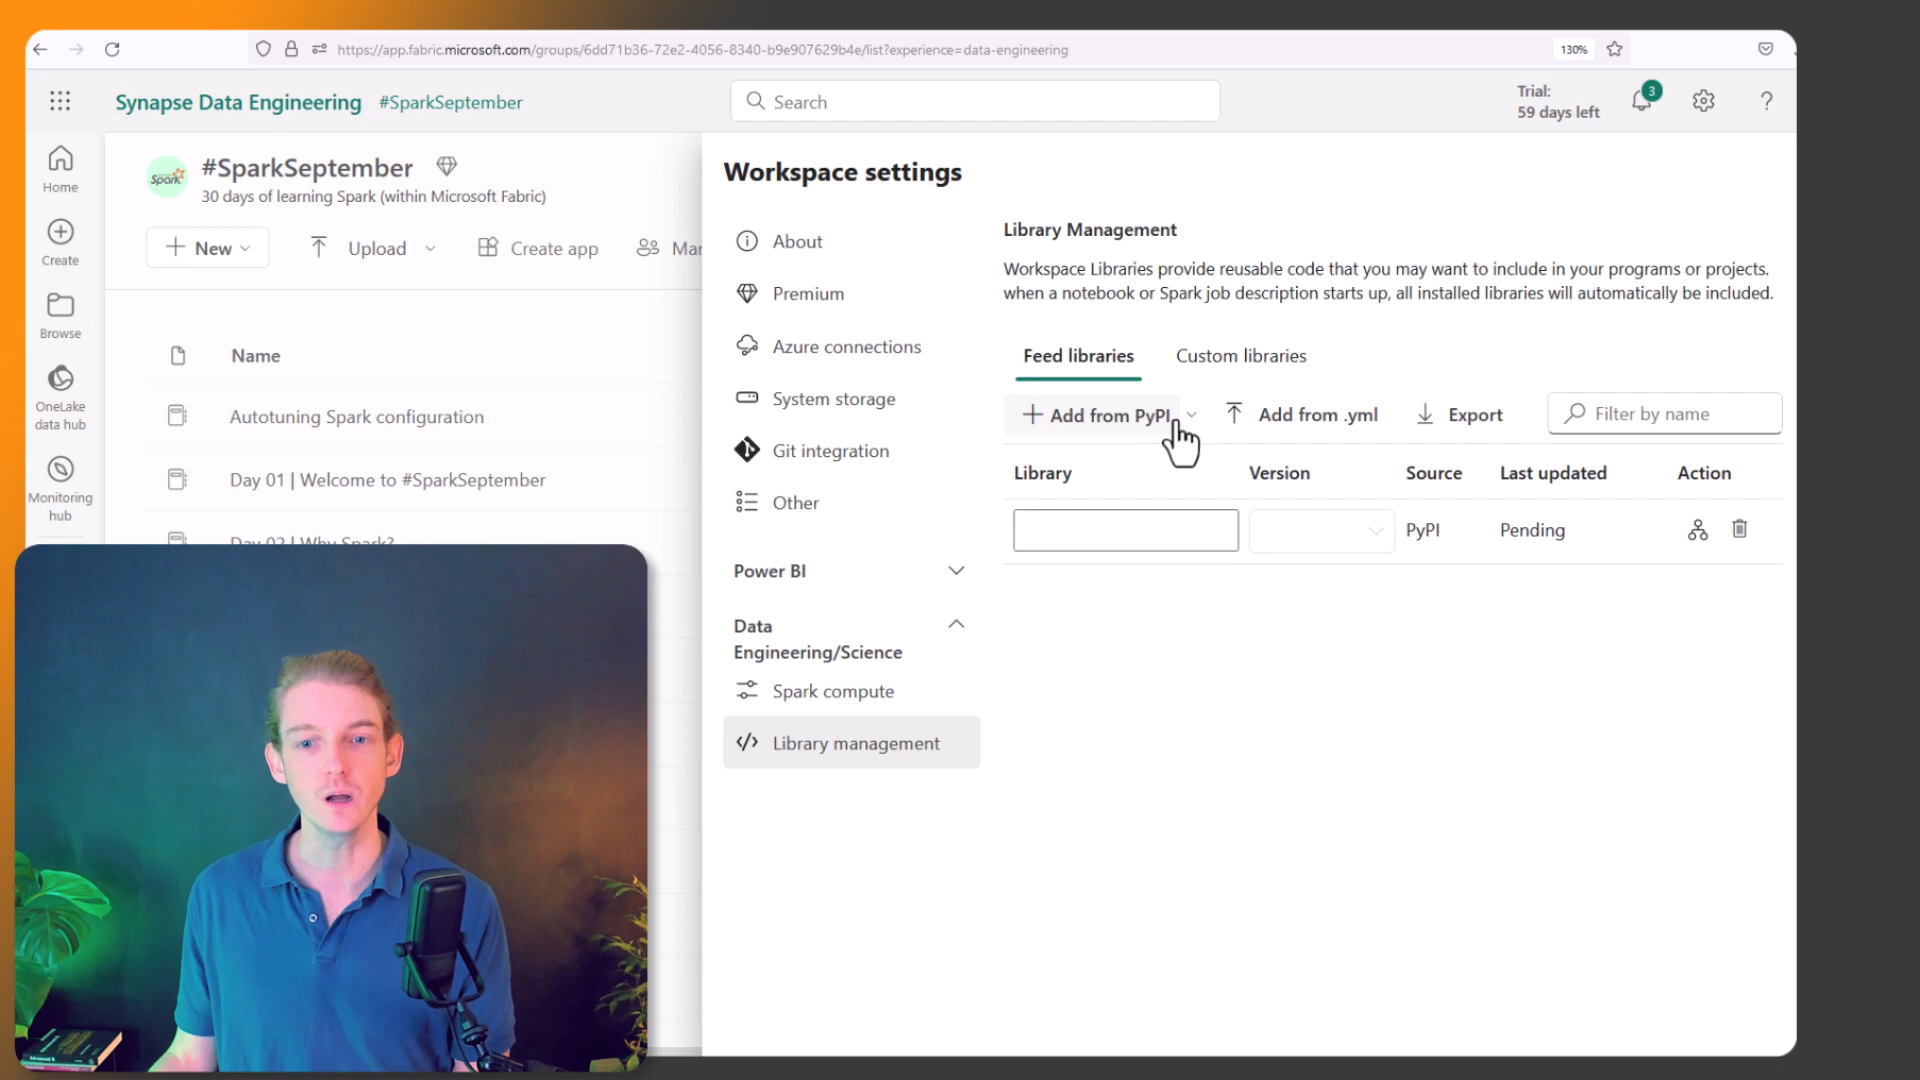 https://app.fabric.microsoft.com/groups/6dd71b36-72e2-4056-8340-b9e907629b4e/list?experience=data-engineering
130%
Synapse Data Engineering #SparkSeptember
Search
Trial:
59 days left
3
?
Home
Create
Browse
OneLake
data hub
Monitoring
hub
Spark
#SparkSeptember
30 days of learning Spark (within Microsoft Fabric)
New
Upload
Create app
Mar
Name
Autotuning Spark configuration
Day 01 | Welcome to #SparkSeptember
Day 02 | Why Spark?
Workspace settings
About
Premium
Azure connections
System storage
Git integration
Other
Power BI
Data
Engineering/Science
Spark compute
Library management
Library Management
Workspace Libraries provide reusable code that you may want to include in your programs or projects.
when a notebook or Spark job description starts up, all installed libraries will automatically be included.
Feed libraries Custom libraries
Add from PyPI
Add from .yml
Export
Filter by name
Library Version Source Last updated Action
PyPI Pending